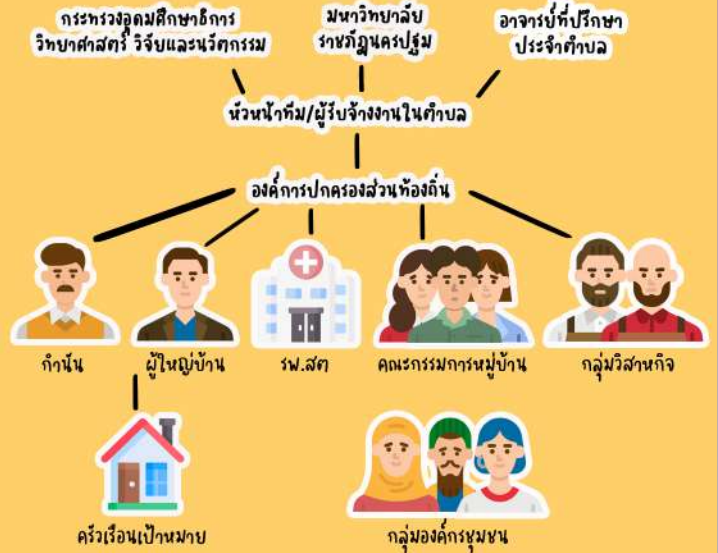 กระทรวงอุดมศึกษาธิการ
วิทยาศาสตร์ วิจัยและนวัตกรรม
มหาวิทยาลัย
ราชภัฏนครปฐม
อาจารย์ที่ปรึกษา
ประจำตำบล
หัวหน้าทีม/ผู้รับจ้างงานในตำบล
องค์การปกครองส่วนท้องถิ่น
กำนัน
ผู้ใหญ่บ้าน
รพ.สต
คณะกรรมการหมู่บ้าน
กลุ่มวิสาหกิจ
ครัวเรือนเป้าหมาย
กลุ่มองค์กรชุมชน